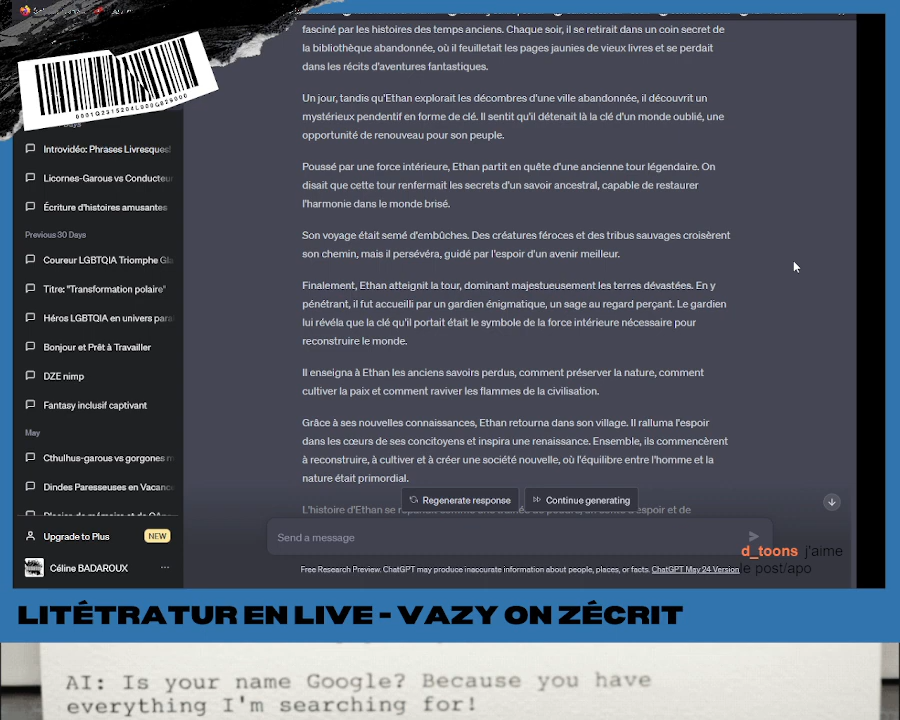 fasciné par les histoires des temps anciens. Chaque soir, il se retirait dans un coin secret de
la bibliothèque abandonnée, où il feuilletait les pages jaunies de vieux livres et se perdait
dans les récits d'aventures fantastiques.
Un jour, tandis qu'Ethan explorait les décombres d'une ville abandonnée, il découvrit un
mystérieux pendentif en forme de clé. Il sentit qu'il détenait là la clé d'un monde oublié, une
opportunité de renouveau pour son peuple.
Poussé par une force intérieure, Ethan partit en quête d'une ancienne tour légendaire. On
disait que cette tour renfermait les secrets d'un savoir ancestral, capable de restaurer
l'harmonie dans le monde brisé.
Son voyage était semé d'embûches. Des créatures féroces et des tribus sauvages croisèrent
son chemin, mais il persévéra, guidé par l'espoir d'un avenir meilleur.
Finalement, Ethan atteignit la tour, dominant majestueusement les terres dévastées. En y
pénétrant, il fut accueilli par un gardien énigmatique, un sage au regard perçant. Le gardien
lui révéla que la clé qu'il portait était le symbole de la force intérieure nécessaire pour
reconstruire le monde.
Il enseigna à Ethan les anciens savoirs perdus, comment préserver la nature, comment
cultiver la paix et comment raviver les flammes de la civilisation.
Grâce à ses nouvelles connaissances, Ethan retourna dans son village. Il ralluma l'espoir
dans les cœurs de ses concitoyens et inspira une renaissance. Ensemble, ils commencèrent
à reconstruire, à cultiver et à créer une société nouvelle, où l'équilibre entre l'homme et la
nature était primordial.
Regenerate response
Continue generating
Send a message
Free Research Preview. ChatGPT may produce inaccurate information about people, places, or facts. ChatGPT May 24 Version
Introvidéo: Phrases Livresques!
Licornes-Garous vs Conducteu
Écriture d'histoires amusantes
Previous 30 Days
Coureur LGBTQIA Triomphe Gla
Titre: "Transformation polaire"
Héros LGBTQIA en univers para
Bonjour et Prêt à Travailler
DZE nimp
Fantasy inclusif captivant
May
Cthulhus-garous vs gorgones m
Dindes Paresseuses en Vacanc
Upgrade to Plus NEW
Céline BADAROUX
d_toons j'aime
le post/apo
LITÉTRATUR EN LIVE - VAZY ON ZÉCRIT
AI: Is your name Google? Because you have
everything I'm searching for!